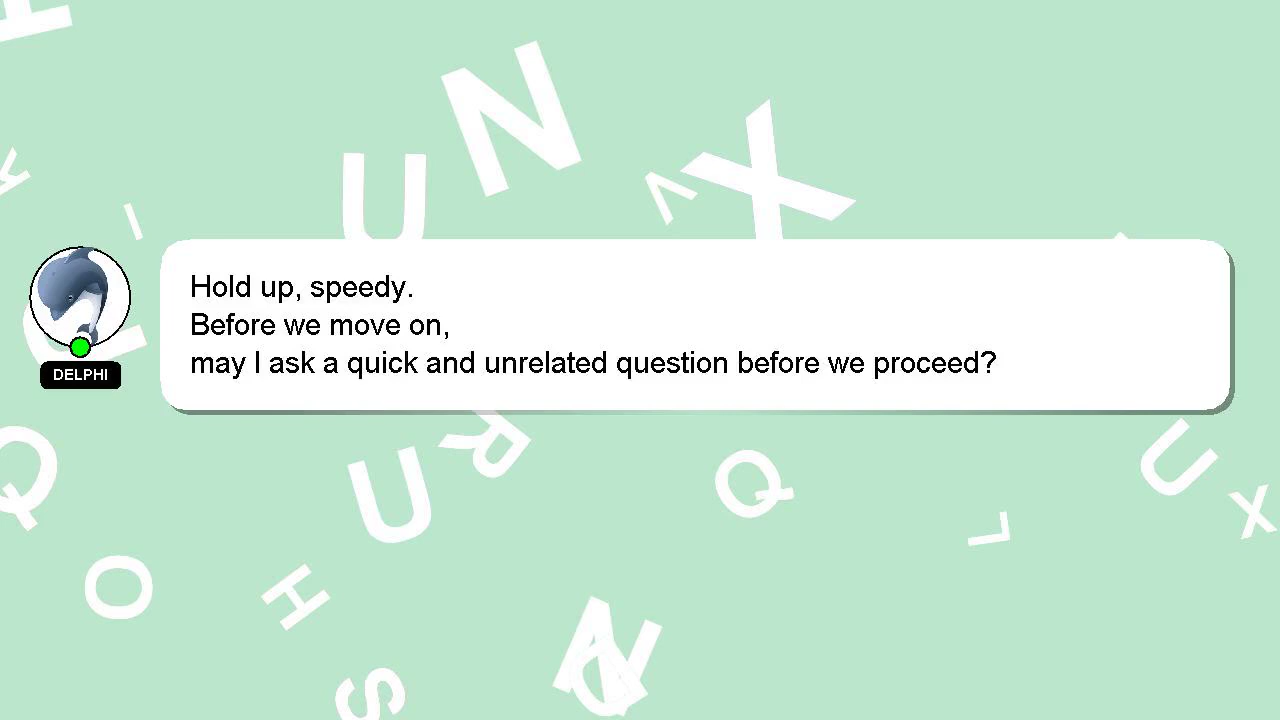 Hold up, speedy.
Before we move on,
may I ask a quick and unrelated question before we proceed?
DELPHI